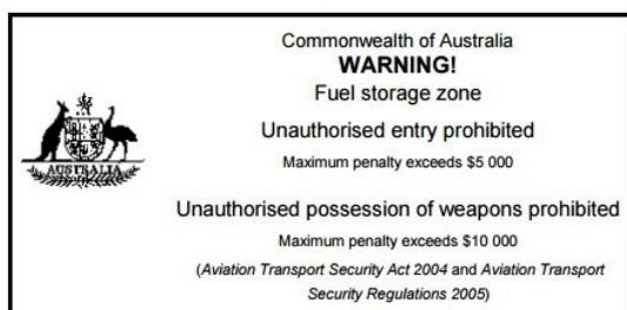 Commonwealth of Australia
WARNING!
Fuel storage zone
Unauthorised entry prohibited
Maximum penalty exceeds $5 000
AUSTRALIA
Unauthorised possession of weapons prohibited
Maximum penalty exceeds $10 000
(Aviation Transport Security Act 2004 and Aviation Transport
Security Regulations 2005)